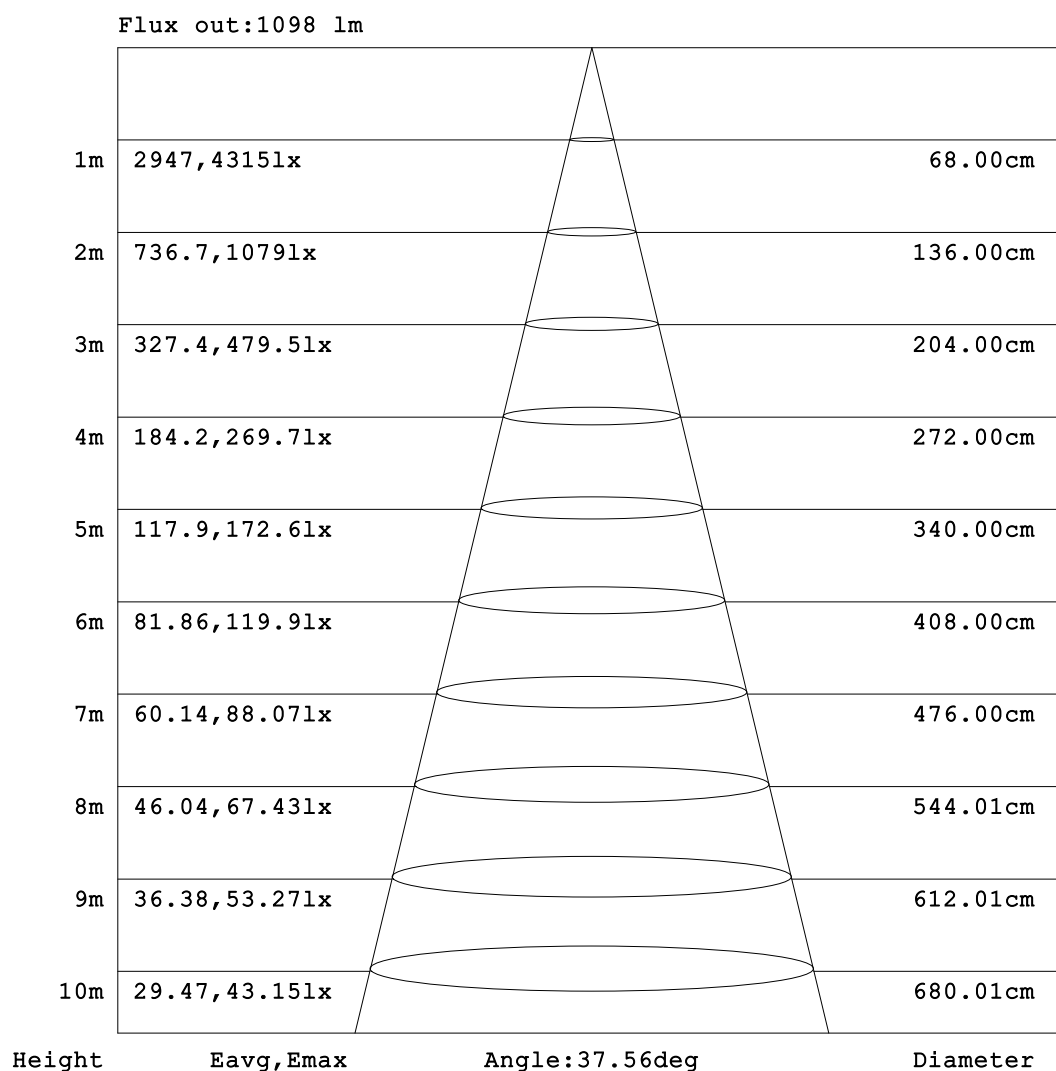 Flux out:1098 lm
1m 2947,4315lx 68.00cm
2m 736.7,1079lx 136.00cm
3m 327.4,479.5lx 204.00cm
4m 184.2,269.7lx 272.00cm
5m 117.9,172.6lx 340.00cm
6m 81.86,119.9lx 408.00cm
7m 60.14,88.07lx 476.00cm
8m 46.04,67.43lx 544.01cm
9m 36.38,53.27lx 612.01cm
10m 29.47,43.15lx 680.01cm
Height Eavg,Emax Angle:37.56deg Diameter